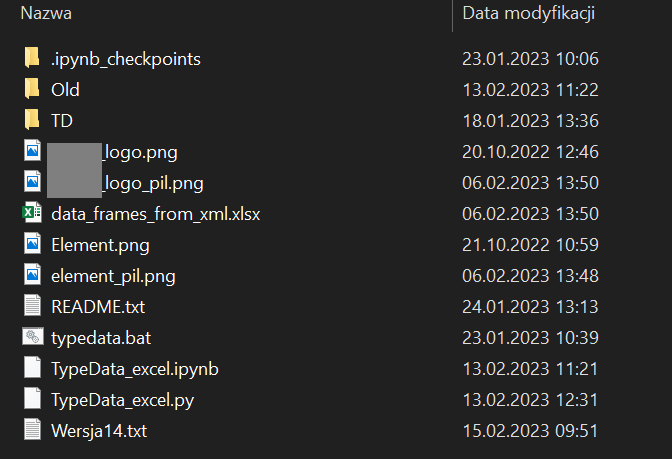 Nazwa Data modyfikacji
.ipynb_checkpoints 23.01.2023 10:06
Old 13.02.2023 11:22
TD 18.01.2023 13:36
_logo.png 20.10.2022 12:46
_logo_pil.png 06.02.2023 13:50
data_frames_from_xml.xlsx 06.02.2023 13:50
Element.png 21.10.2022 10:59
element_pil.png 06.02.2023 13:48
README.txt 24.01.2023 13:13
typedata.bat 23.01.2023 10:39
TypeData_excel.ipynb 13.02.2023 11:21
TypeData_excel.py 13.02.2023 12:31
Wersja14.txt 15.02.2023 09:51